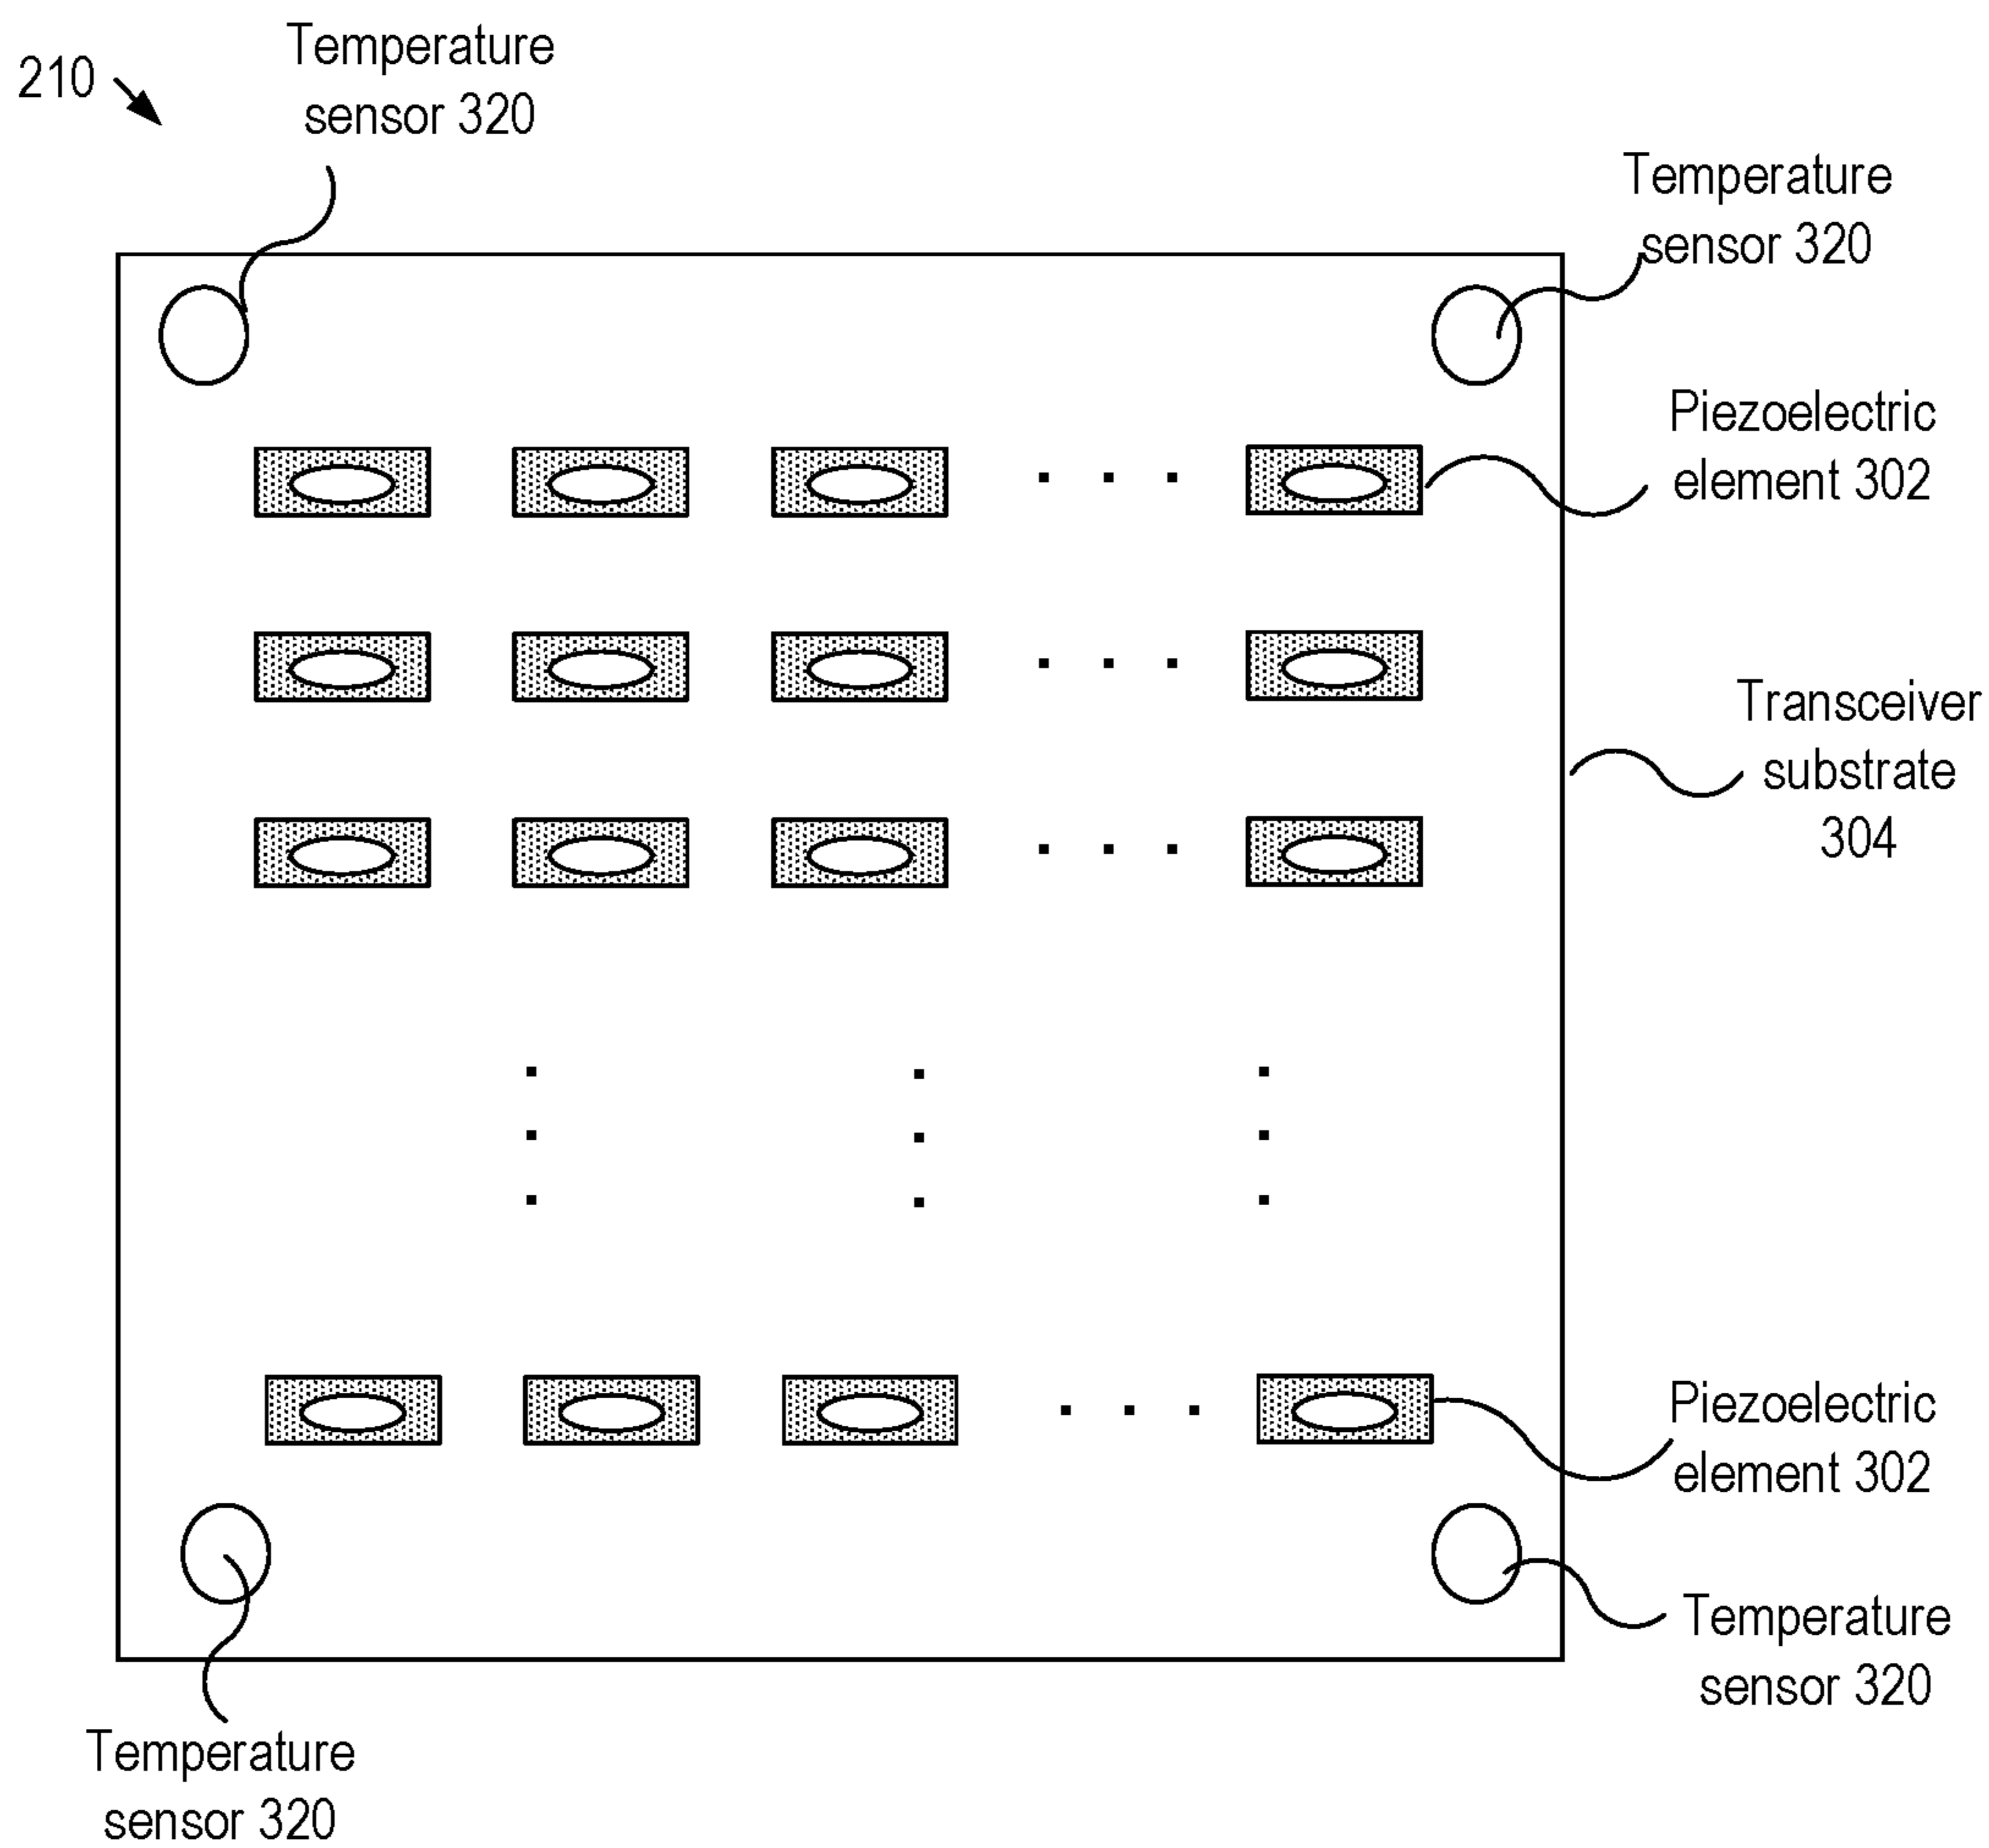 210
Temperature
sensor 320
Temperature
sensor 320
Piezoelectric
element 302
Transceiver
substrate
304
Piezoelectric
element 302
Temperature
sensor 320
Temperature
sensor 320